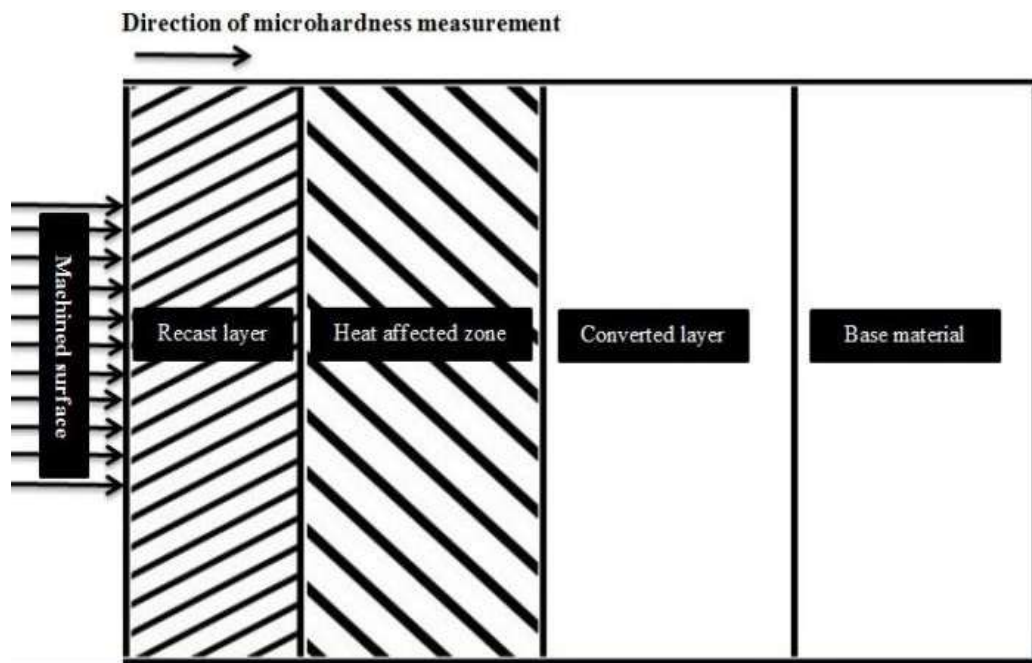 Direction of microhardness measurement
Machined surface
Recast layer
Heat affected zone
Converted layer
Base material